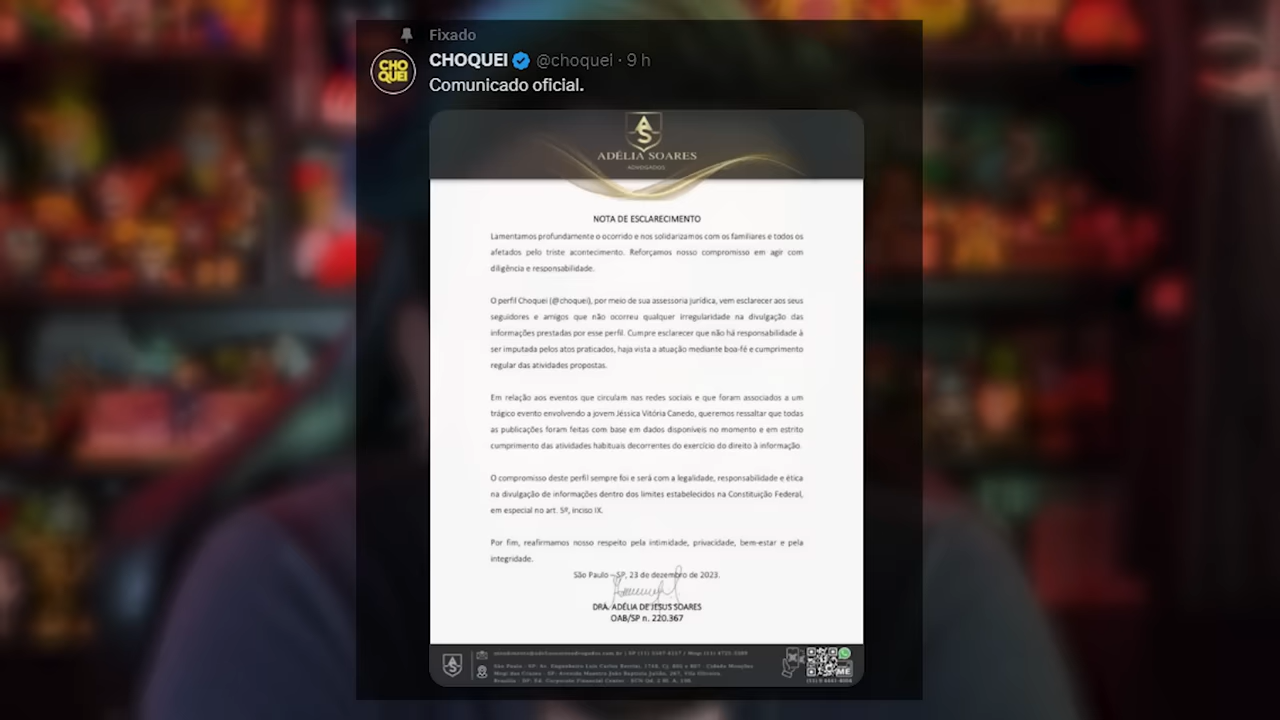 Fixado
CHOQUEI @choquei · 9 h
Comunicado oficial.
AS
ADÉLIA SOARES
ADVOGADOS
NOTA DE ESCLARECIMENTO
Lamentamos profundamente o ocorrido e nos solidarizamos com os familiares e todos os
afetados pelo triste acontecimento. Reforçamos nosso compromisso em agir com
diligência e responsabilidade.
O perfil Choquei (@choquei), por meio de sua assessoria jurídica, vem esclarecer aos seus
seguidores e amigos que não ocorreu qualquer irregularidade na divulgação das
informações prestadas por esse perfil. Cumpre esclarecer que não há responsabilidade à
ser imputada pelos atos praticados, haja vista a atuação mediante boa-fé e cumprimento
regular das atividades propostas.
Em relação aos eventos que circulam nas redes sociais e que foram associados a um
trágico evento envolvendo a jovem Jéssica Vitória Canedo, queremos ressaltar que todas
as publicações foram feitas com base em dados disponíveis no momento e em estrito
cumprimento das atividades habituais decorrentes do exercício do direito à informação.
O compromisso deste perfil sempre foi e será com a legalidade, responsabilidade e ética
na divulgação de informações dentro dos limites estabelecidos na Constituição Federal,
em especial no art. 5º, inciso IX.
Por fim, reafirmamos nosso respeito pela intimidade, privacidade, bem-estar e pela
integridade.
São Paulo – SP, 23 de dezembro de 2023.
DRA. ADÉLIA DE JESUS SOARES
OAB/SP n. 220.367